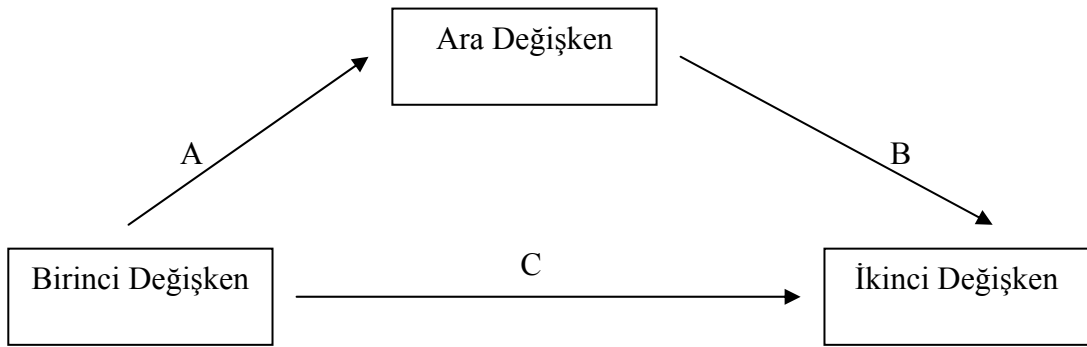 Ara Değişken
A
B
Birinci Değişken
C
İkinci Değişken